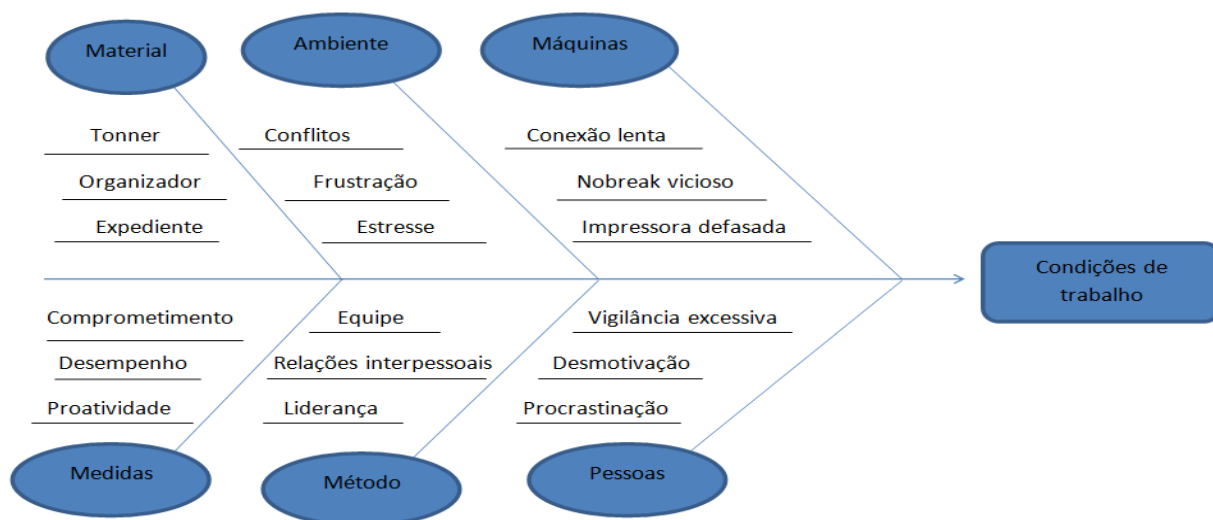 Material
Ambiente
Máquinas
Tonner
Conflitos
Conexão lenta
Organizador
Frustração
Nobreak vicioso
Expediente
Estresse
Impressora defasada
Condições de
trabalho
Comprometimento
Equipe
Vigilância excessiva
Desempenho
Relações interpessoais
Desmotivação
Proatividade
Liderança
Procrastinação
Medidas
Método
Pessoas